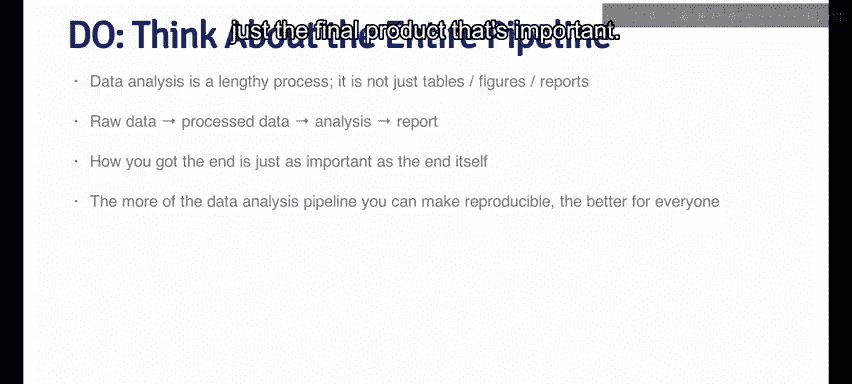 DO: Think About the Entire Pipeline
just the final product that's important.
· Data analysis is a lengthy process; it is not just tables / figures / reports
· Raw data → processed data → analysis → report
· How you got the end is just as important as the end itself
· The more of the data analysis pipeline you can make reproducible, the better for everyone